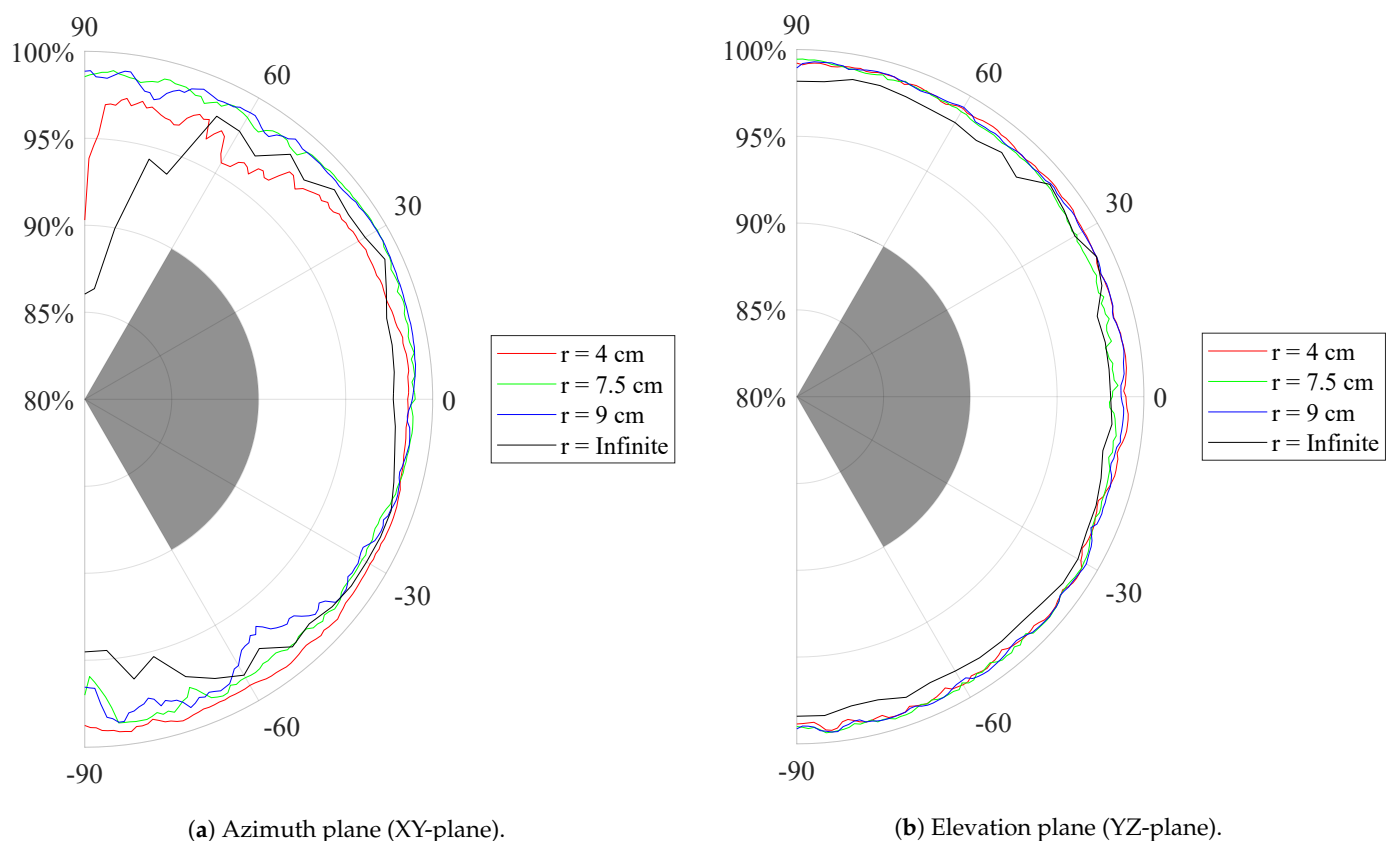 90
100%
60
95%
90%
30
85%
80%
0
-30
-60
-90
r = 4 cm
r = 7.5 cm
r = 9 cm
r = Infinite
(a) Azimuth plane (XY-plane).
90
100%
60
95%
90%
30
85%
80%
0
-30
-60
-90
r = 4 cm
r = 7.5 cm
r = 9 cm
r = Infinite
(b) Elevation plane (YZ-plane).